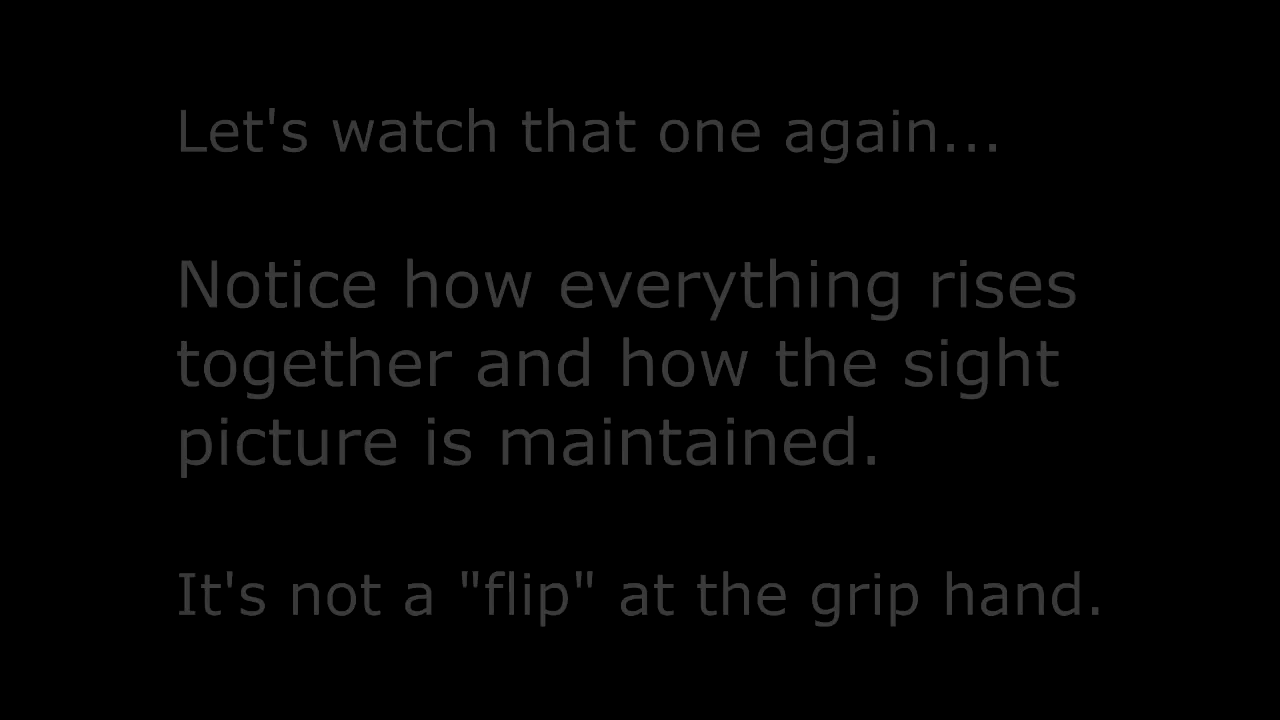 Let's watch that one again...
Notice how everything rises
together and how the sight
picture is maintained.
It's not a "flip" at the grip hand.